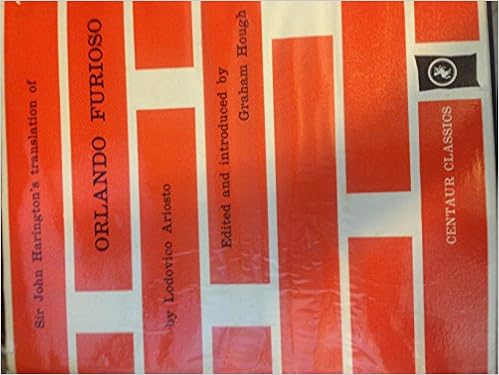 Sir John Harington's translation of
ORLANDO FURIOSO
by Lodovico Ariosto
Edited and introduced by
Graham Hough
CENTAUR CLASSICS